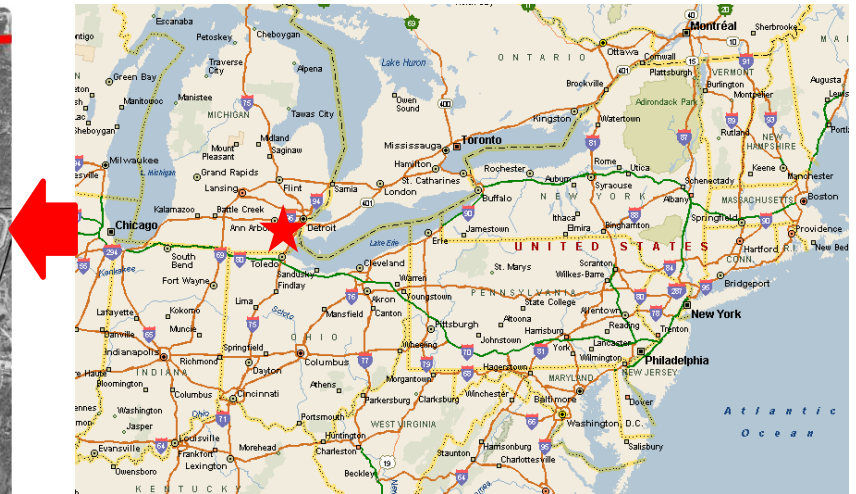 Escanaba
Petoskey
Cheboygan
Montréal
Sherbrooke
Ottawa
Cornwall
ONTARIO
Lake Huron
Traverse City
Alpena
Green Bay
Plattsburgh
VERMONT
Burlington
Montpelier
Augusta
Brockville
Manitowoc
Manistee
Owen Sound
Adirondack Park
Kingston
Watertown
Sheboygan
MICHIGAN
Tawas City
Midland
Mount Pleasant
Saginaw
Mississauga
Toronto
Rutland
NEW HAMPSHIRE
Milwaukee
Michigan
Grand Rapids
Flint
Hamilton
St. Catharines
Rochester
Rome
Utica
Keene
Manchester
Lansing
Sarnia
London
Auburn
Syracuse
Schenectady
Kalamazoo
Battle Creek
Buffalo
NEW YORK
Albany
MASSACHUSETTS
Boston
Chicago
Ann Arbor
Detroit
Jamestown
Ithaca
Elmira
Binghamton
Springfield
Providence
Lake Erie
Erie
UNITED STATES
Hartford
R.I.
New Bed
CONN.
South Bend
Toledo
Cleveland
St. Marys
Scranton
Wilkes-Barre
Kankakee
Fort Wayne
Sandusky
Findlay
Warren
Bridgeport
Akron
Youngstown
PENNSYLVANIA
State College
Lima
Mansfield
Canton
Allentown
New York
Lafayette
Kokomo
Altoona
Reading
Trenton
Danville
Muncie
OHIO
Pittsburgh
Harrisburg
Johnstown
York
Lancaster
Philadelphia
Indianapolis
Richmond
Springfield
Columbus
Wheeling
Wilmington
NEW JERSEY
Dayton
Hagerstown
INDIANA
Bloomington
Columbus
Athens
Morgantown
MARYLAND
Cincinnati
Parkersburg
Clarksburg
Winchester
Baltimore
Dover
Washington
Ohio
Jasper
Portsmouth
WEST VIRGINIA
Washington, D.C.
Atlantic
Ocean
Evansville
Louisville
Frankfort
Morehead
Huntington
Charleston
Staunton
Harrisonburg
Salisbury
Lexington
Charlottesville
Owensboro
Beckley
KENTUCKY